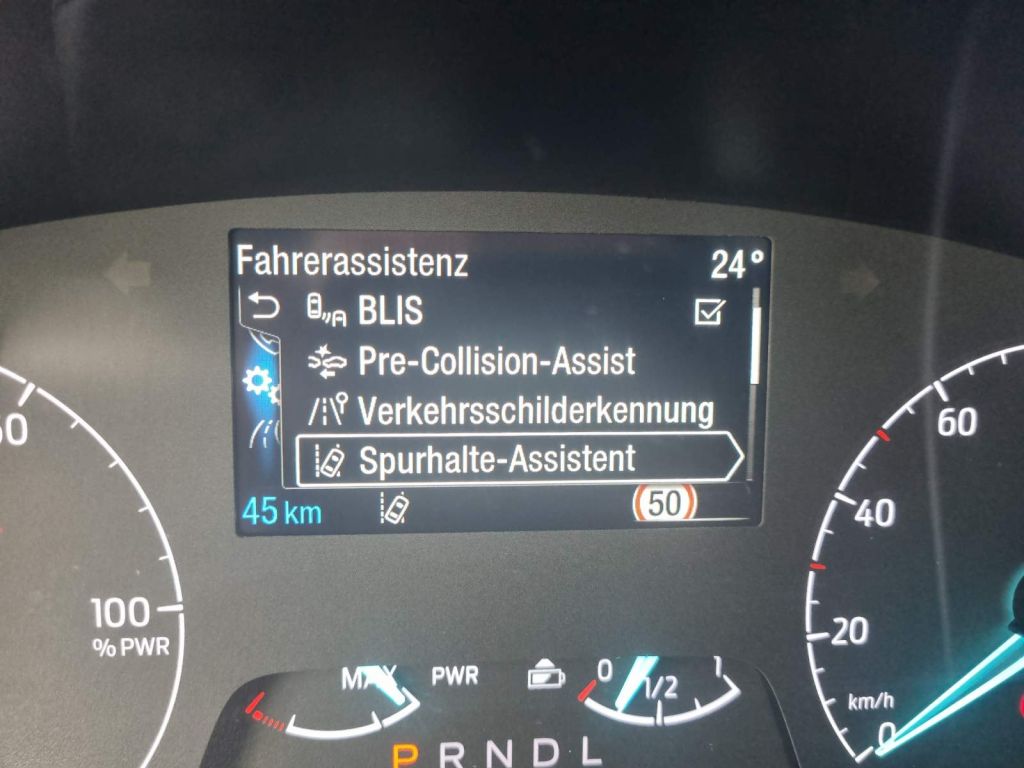 Fahrerassistenz 24°
BLIS
Pre-Collision-Assist
Verkehrsschilderkennung
Spurhalte-Assistent
45 km 50
60
40
20
km/h
0
100
% PWR
MAX PWR 0 1/2 1
P R N D L